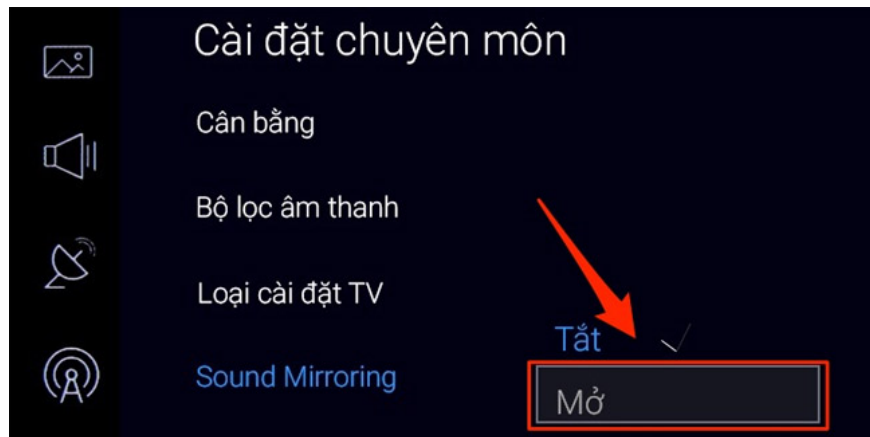 Cài đặt chuyên môn
Cân bằng
Bộ lọc âm thanh
Loại cài đặt TV
Tắt
Sound Mirroring
Mở